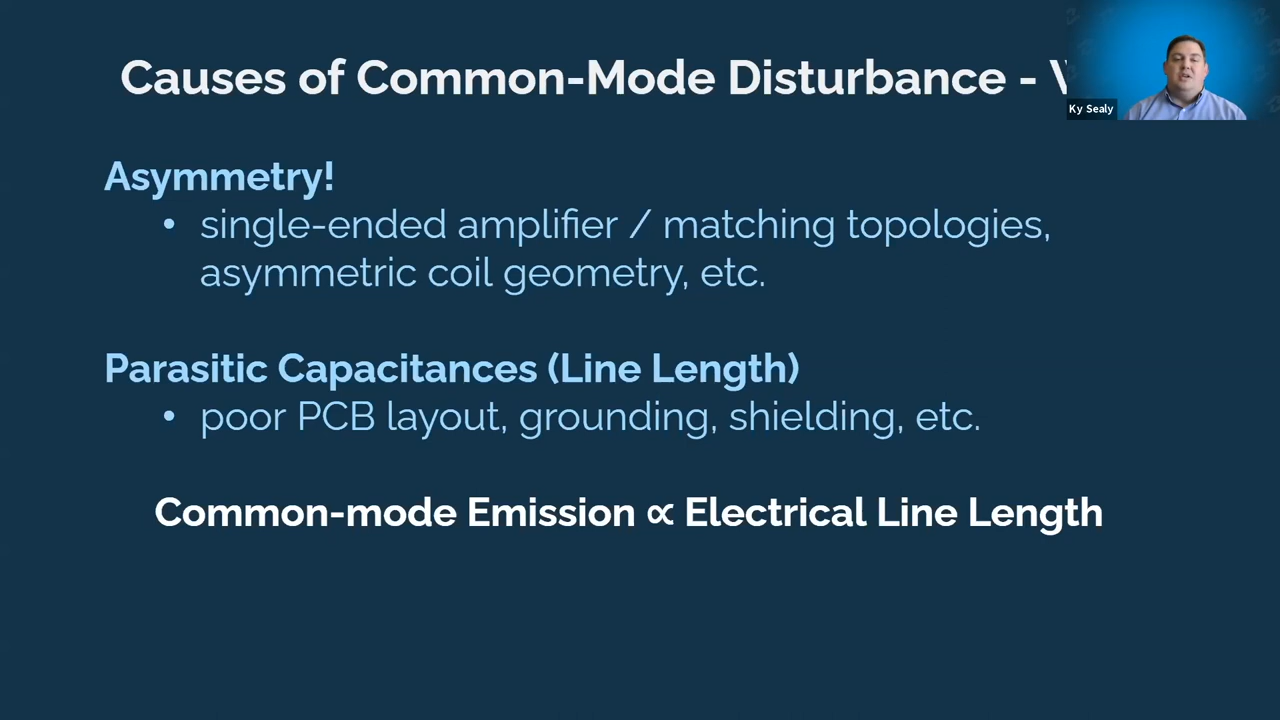 Causes of Common-Mode Disturbance -
Ky Sealy
Asymmetry!
• single-ended amplifier / matching topologies,
asymmetric coil geometry, etc.
Parasitic Capacitances (Line Length)
• poor PCB layout, grounding, shielding, etc.
Common-mode Emission ∝ Electrical Line Length